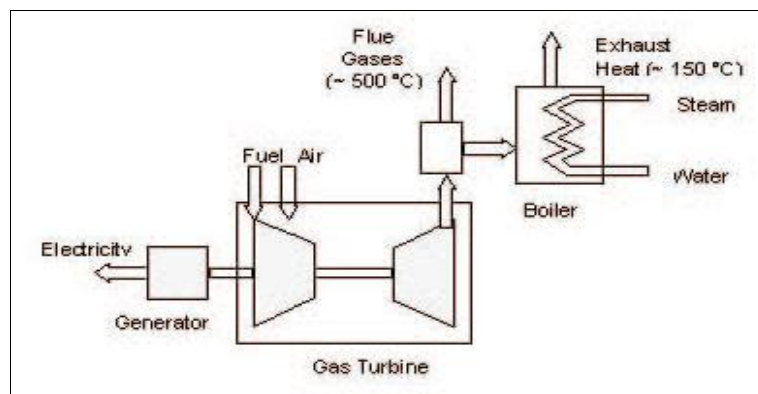 Flue
Gases
(~ 500 °C)
Exhaust
Heat (~ 150 °C)
Steam
Fuel Air
Water
Boiler
Electricity
Generator
Gas Turbine